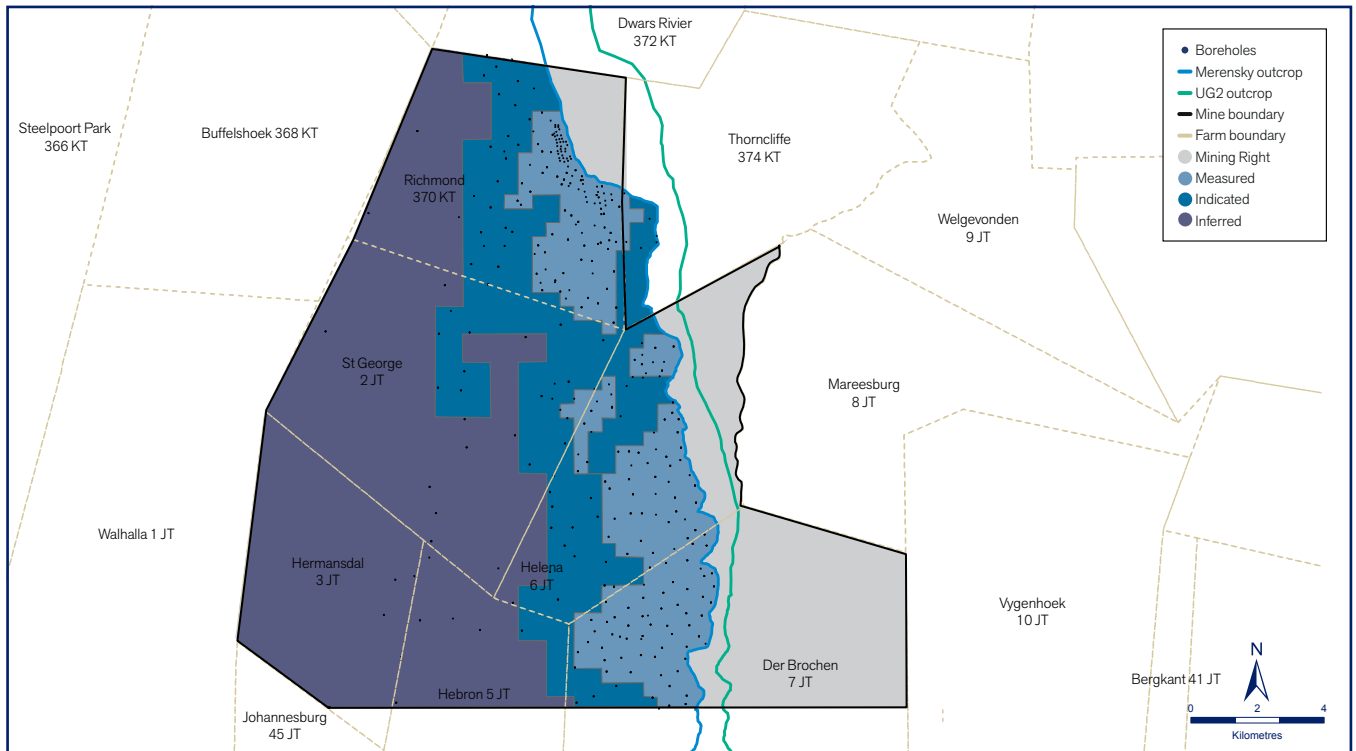 Dwars Rivier
372 KT
Steelpoort Park
366 KT
Buffelshoek 368 KT
Thorncliffe
374 KT
Richmond
370 KT
Welgevonden
9 JT
St George
2 JT
Mareesburg
8 JT
Walhalla 1 JT
Hermansdal
3 JT
Helena
6 JT
Vygenhoek
10 JT
Der Brochen
7 JT
Hebron 5 JT
Bergkant 41 JT
Johannesburg
45 JT
Boreholes
Merensky outcrop
UG2 outcrop
Mine boundary
Farm boundary
Mining Right
Measured
Indicated
Inferred
N
0 2 4
Kilometres